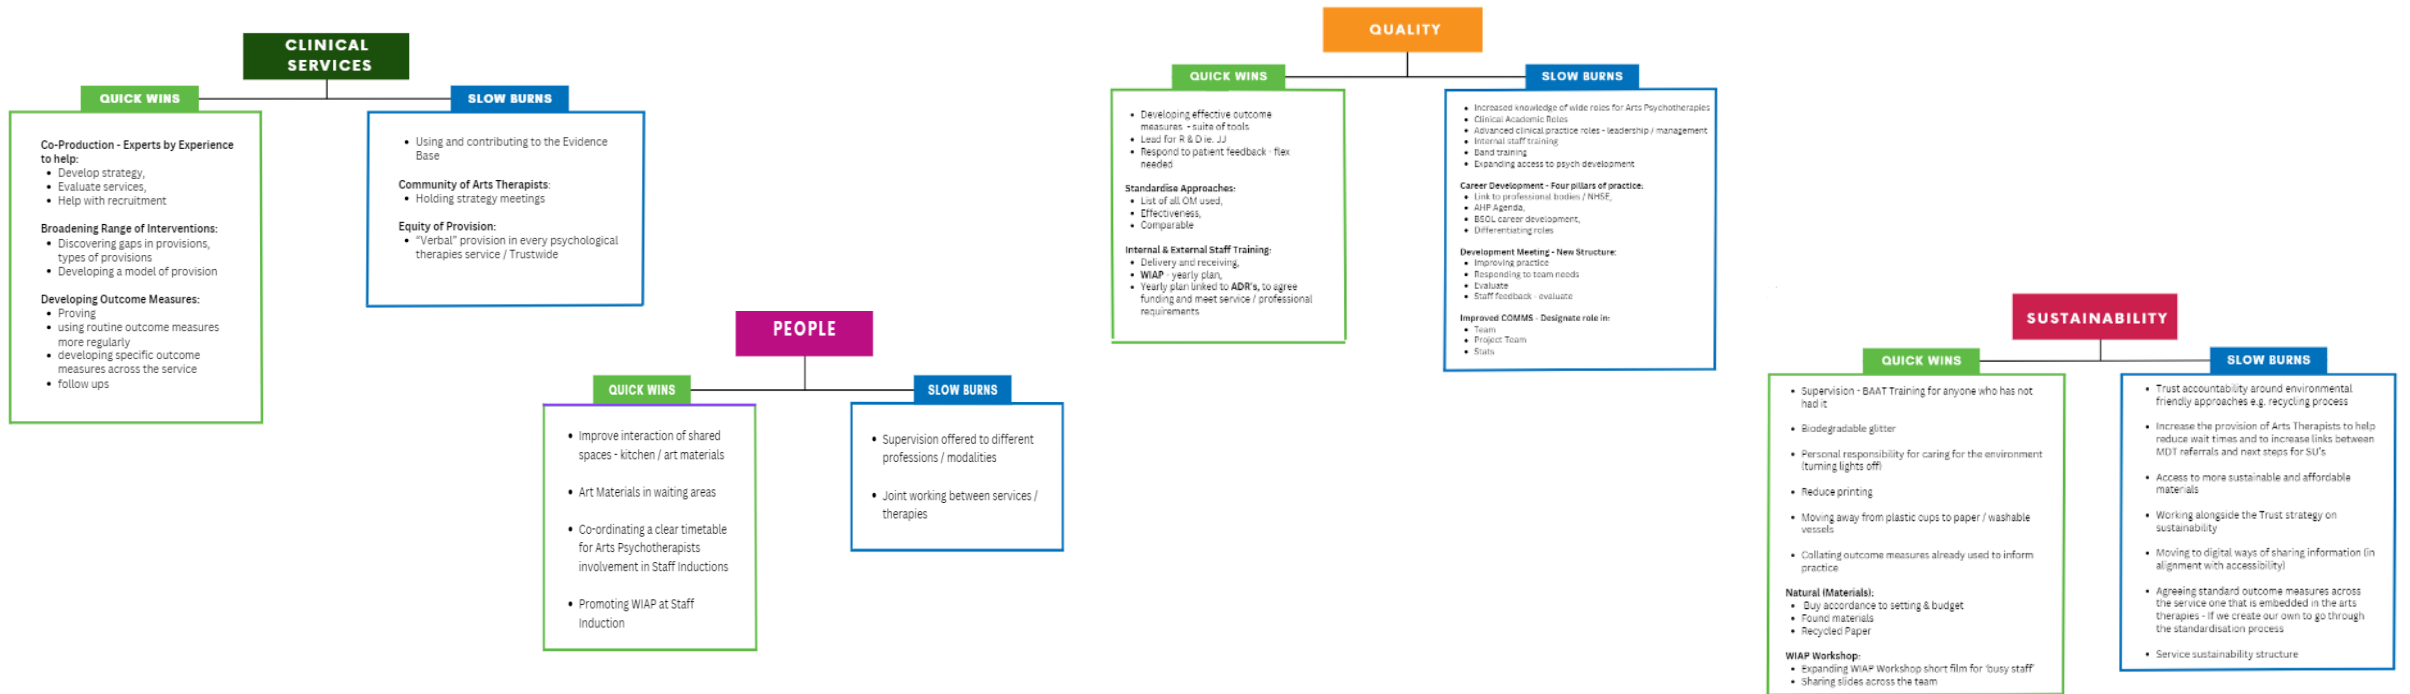 CLINICAL
SERVICES
QUICK WINS
Co-Production - Experts by Experience
to help:
• Develop strategy,
• Evaluate services,
• Help with recruitment
Broadening Range of Interventions:
• Discovering gaps in provisions,
types of provisions
• Developing a model of provision
Developing Outcome Measures:
• Proving
• using routine outcome measures
more regularly
• developing specific outcome
measures across the service
• follow ups
SLOW BURNS
• Using and contributing to the Evidence
Base
Community of Arts Therapists:
• Holding strategy meetings
Equity of Provision:
• "Verbal" provision in every psychological
therapies service / Trustwide
PEOPLE
QUICK WINS
• Improve interaction of shared
spaces - kitchen / art materials
• Art Materials in waiting areas
• Co-ordinating a clear timetable
for Arts Psychotherapists
involvement in Staff Inductions
• Promoting WIAP at Staff
Induction
SLOW BURNS
• Supervision offered to different
professions / modalities
• Joint working between services /
therapies
QUALITY
QUICK WINS
• Developing effective outcome
measures - suite of tools
• Lead for R & D ie. JJ
• Respond to patient feedback - flex
needed
Standardise Approaches:
• List of all OM used,
• Effectiveness,
• Comparable
Internal & External Staff Training:
• Delivery and receiving,
• WIAP - yearly plan,
• Yearly plan linked to ADR's, to agree
funding and meet service / professional
requirements
SLOW BURNS
• Increased knowledge of wide roles for Arts Psychotherapies
• Clinical Academic Roles
• Advanced clinical practice roles - leadership / management
• Internal staff training
• Band training
• Expanding access to psych development
Career Development - Four pillars of practice:
• Link to professional bodies / NHSE,
• AHP Agenda,
• BSOL career development,
• Differentiating roles
Development Meeting - New Structure:
• Improving practice
• Responding to team needs
• Evaluate
• Staff feedback - evaluate
Improved COMMS - Designate role in:
• Team
• Project Team
• Stats
SUSTAINABILITY
QUICK WINS
• Supervision - BAAT Training for anyone who has not
had it
• Biodegradable glitter
• Personal responsibility for caring for the environment
(turning lights off)
• Reduce printing
• Moving away from plastic cups to paper / washable
vessels
• Collating outcome measures already used to inform
practice
Natural (Materials):
• Buy accordance to setting & budget
• Found materials
• Recycled Paper
WIAP Workshop:
• Expanding WIAP Workshop short film for 'busy staff'
• Sharing slides across the team
SLOW BURNS
• Trust accountability around environmental
friendly approaches e.g. recycling process
• Increase the provision of Arts Therapists to help
reduce wait times and to increase links between
MDT referrals and next steps for SU's
• Access to more sustainable and affordable
materials
• Working alongside the Trust strategy on
sustainability
• Moving to digital ways of sharing information (in
alignment with accessibility)
• Agreeing standard outcome measures across
the service one that is embedded in the arts
therapies - If we create our own to go through
the standardisation process
• Service sustainability structure